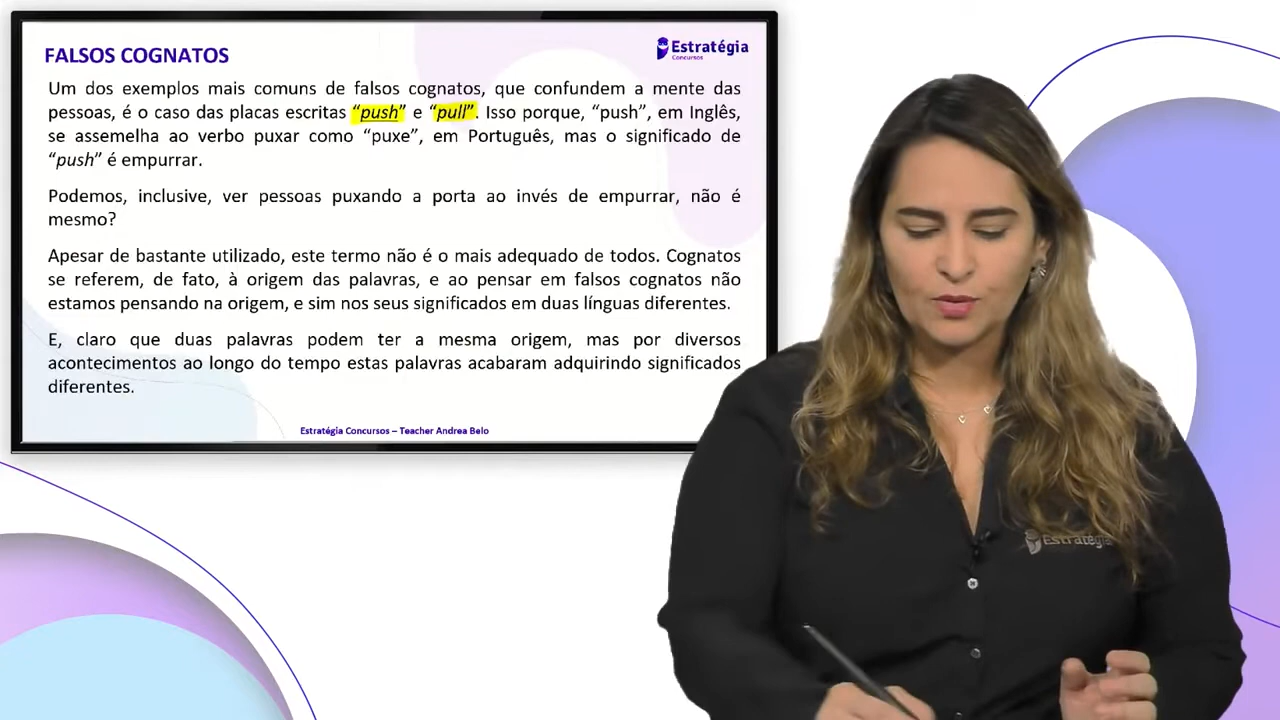 FALSOS COGNATOS
Estratégia
Concursos
Um dos exemplos mais comuns de falsos cognatos, que confundem a mente das
pessoas, é o caso das placas escritas “push” e “pull”. Isso porque, “push”, em Inglês,
se assemelha ao verbo puxar como “puxe”, em Português, mas o significado de
“push” é empurrar.
Podemos, inclusive, ver pessoas puxando a porta ao invés de empurrar, não é
mesmo?
Apesar de bastante utilizado, este termo não é o mais adequado de todos. Cognatos
se referem, de fato, à origem das palavras, e ao pensar em falsos cognatos não
estamos pensando na origem, e sim nos seus significados em duas línguas diferentes.
E, claro que duas palavras podem ter a mesma origem, mas por diversos
acontecimentos ao longo do tempo estas palavras acabaram adquirindo significados
diferentes.
Estratégia Concursos – Teacher Andrea Belo
Estratégia